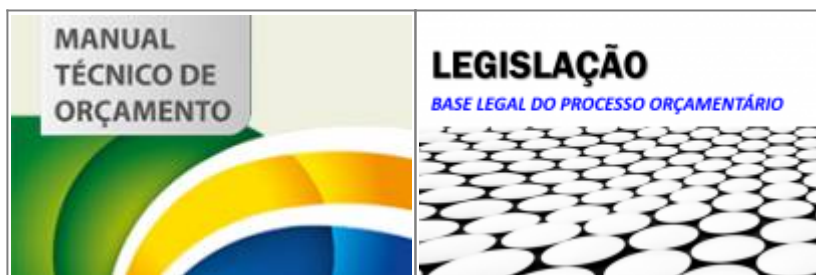 MANUAL
TÉCNICO DE
ORÇAMENTO
LEGISLAÇÃO
BASE LEGAL DO PROCESSO ORÇAMENTÁRIO